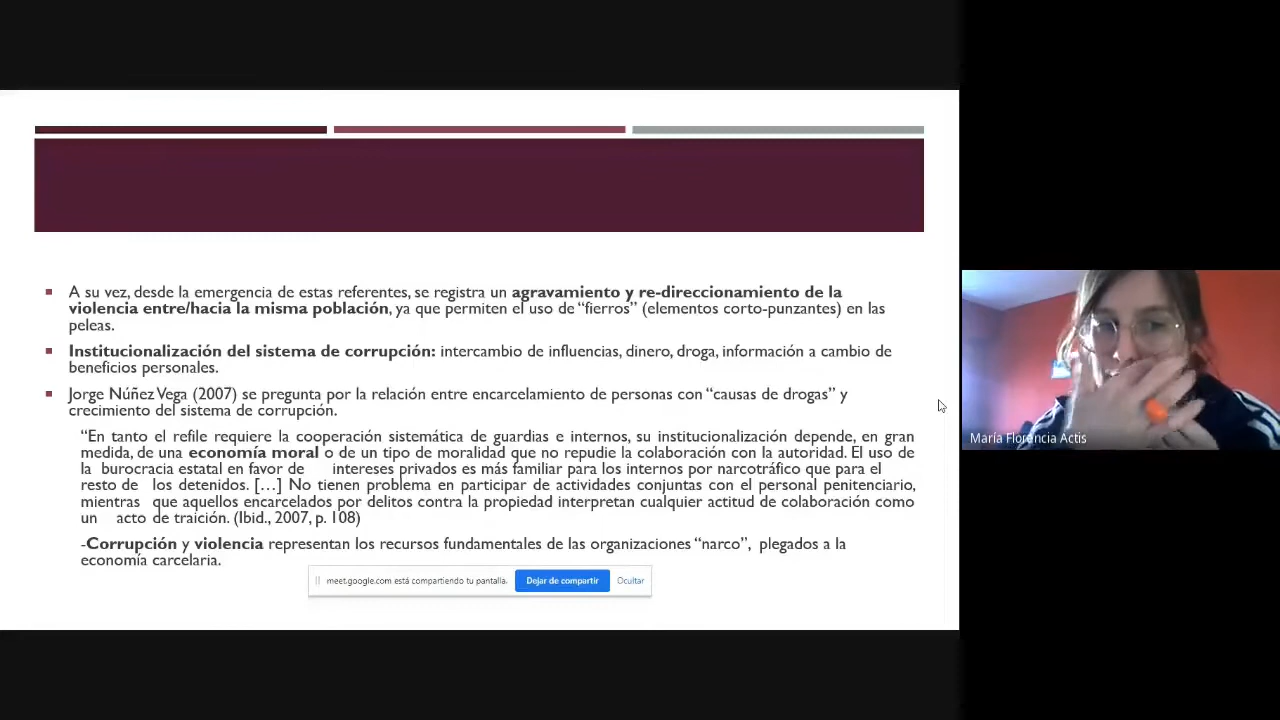 A su vez, desde la emergencia de estas referentes, se registra un agravamiento y re-direccionamiento de la
violencia entre/hacia la misma población, ya que permiten el uso de “fierros” (elementos corto-punzantes) en las
peleas.
Institucionalización del sistema de corrupción: intercambio de influencias, dinero, droga, información a cambio de
beneficios personales.
Jorge Núñez Vega (2007) se pregunta por la relación entre encarcelamiento de personas con “causas de drogas” y
crecimiento del sistema de corrupción.
“En tanto el refile requiere la cooperación sistemática de guardias e internos, su institucionalización depende, en gran
medida, de una economía moral o de un tipo de moralidad que no repudie la colaboración con la autoridad. El uso de
la burocracia estatal en favor de intereses privados es más familiar para los internos por narcotráfico que para el
resto de los detenidos. […] No tienen problema en participar de actividades conjuntas con el personal penitenciario,
mientras que aquellos encarcelados por delitos contra la propiedad interpretan cualquier actitud de colaboración como
un acto de traición. (Ibid., 2007, p. 108)
-Corrupción y violencia representan los recursos fundamentales de las organizaciones “narco”, plegados a la
economía carcelaria.
meet.google.com está compartiendo tu pantalla.
Dejar de compartir
Ocultar
María Florencia Actis